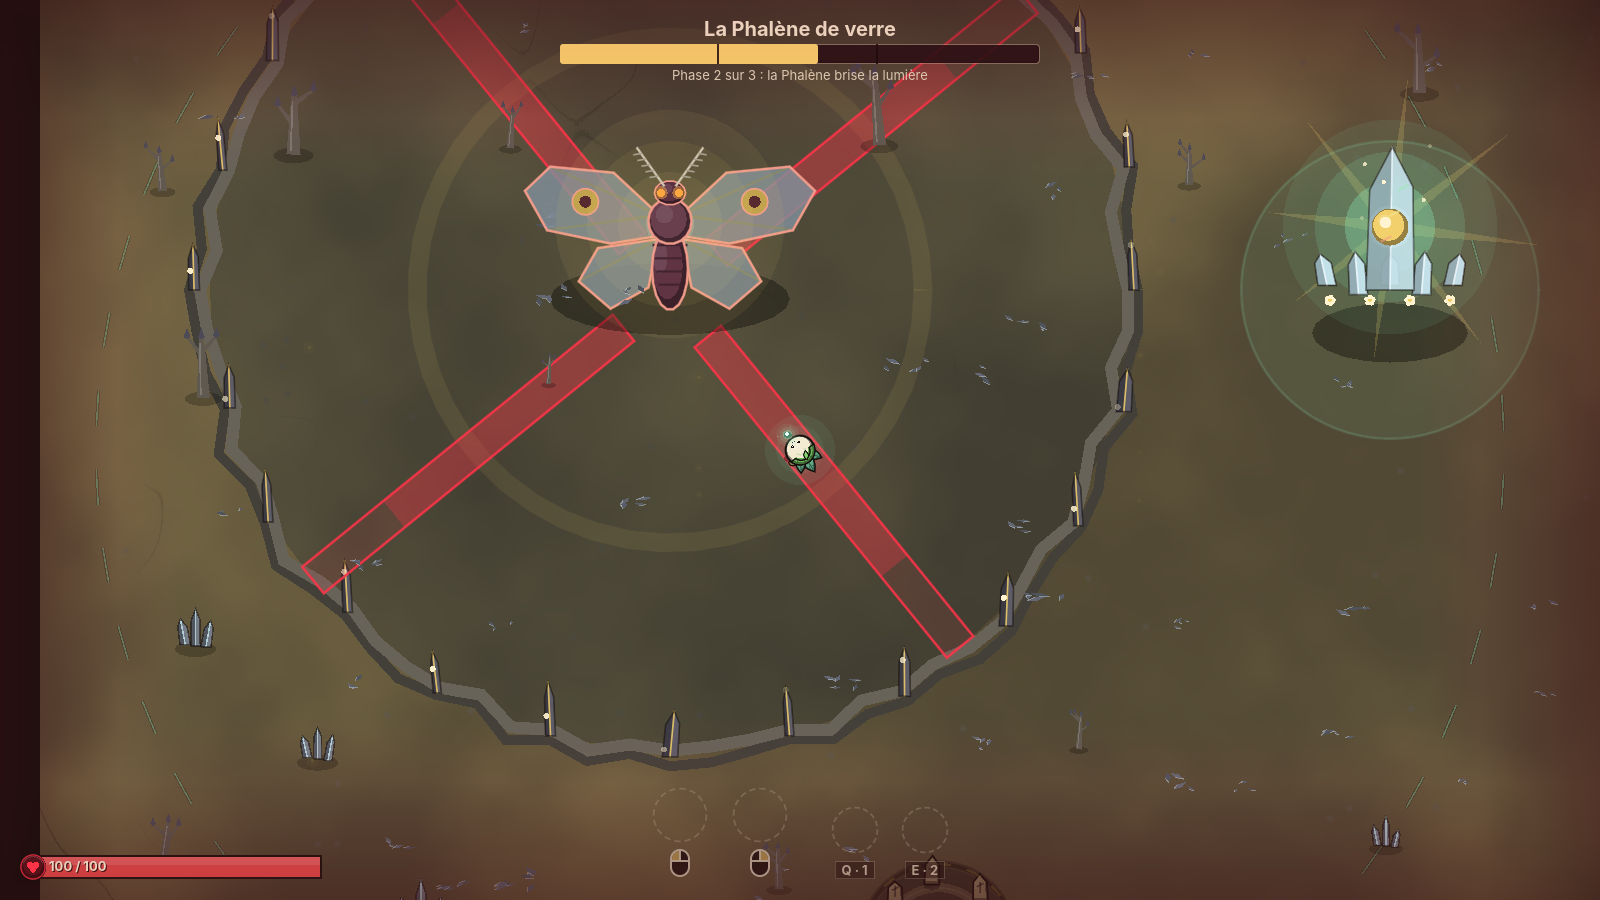 La Phalène de verre
Phase 2 sur 3 : la Phalène brise la lumière
100 / 100
Q · 1
E · 2